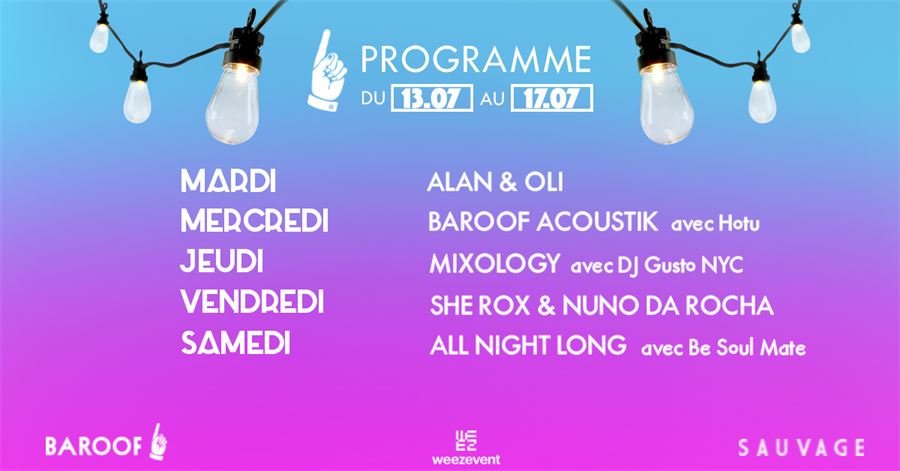 PROGRAMME
DU 13.07 AU 17.07
MARDI ALAN & OLI
MERCREDI BAROOF ACOUSTIK avec Hotu
JEUDI MIXOLOGY avec DJ Gusto NYC
VENDREDI SHE ROX & NUNO DA ROCHA
SAMEDI ALL NIGHT LONG avec Be Soul Mate
BAROOF
WEEZ
weezevent
SAUVAGE